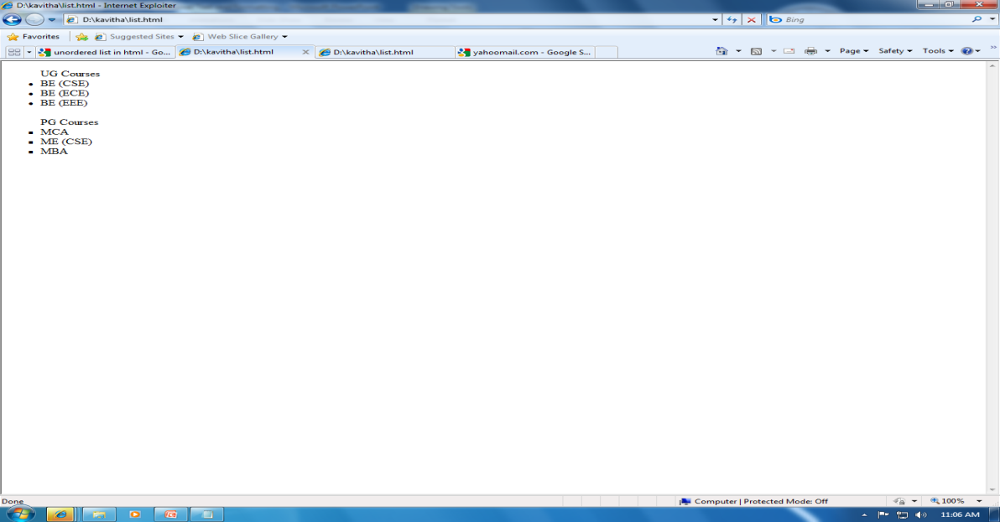 D:\kavitha\list.html - Internet Exploiter
D:\kavitha\list.html
Bing
Favorites Suggested Sites Web Slice Gallery
unordered list in html - Go... D:\kavitha\list.html D:\kavitha\list.html yahoomail.com - Google S... Page Safety Tools
UG Courses
BE (CSE)
BE (ECE)
BE (EEE)
PG Courses
MCA
ME (CSE)
MBA
Done Computer | Protected Mode: Off 100%
11:06 AM